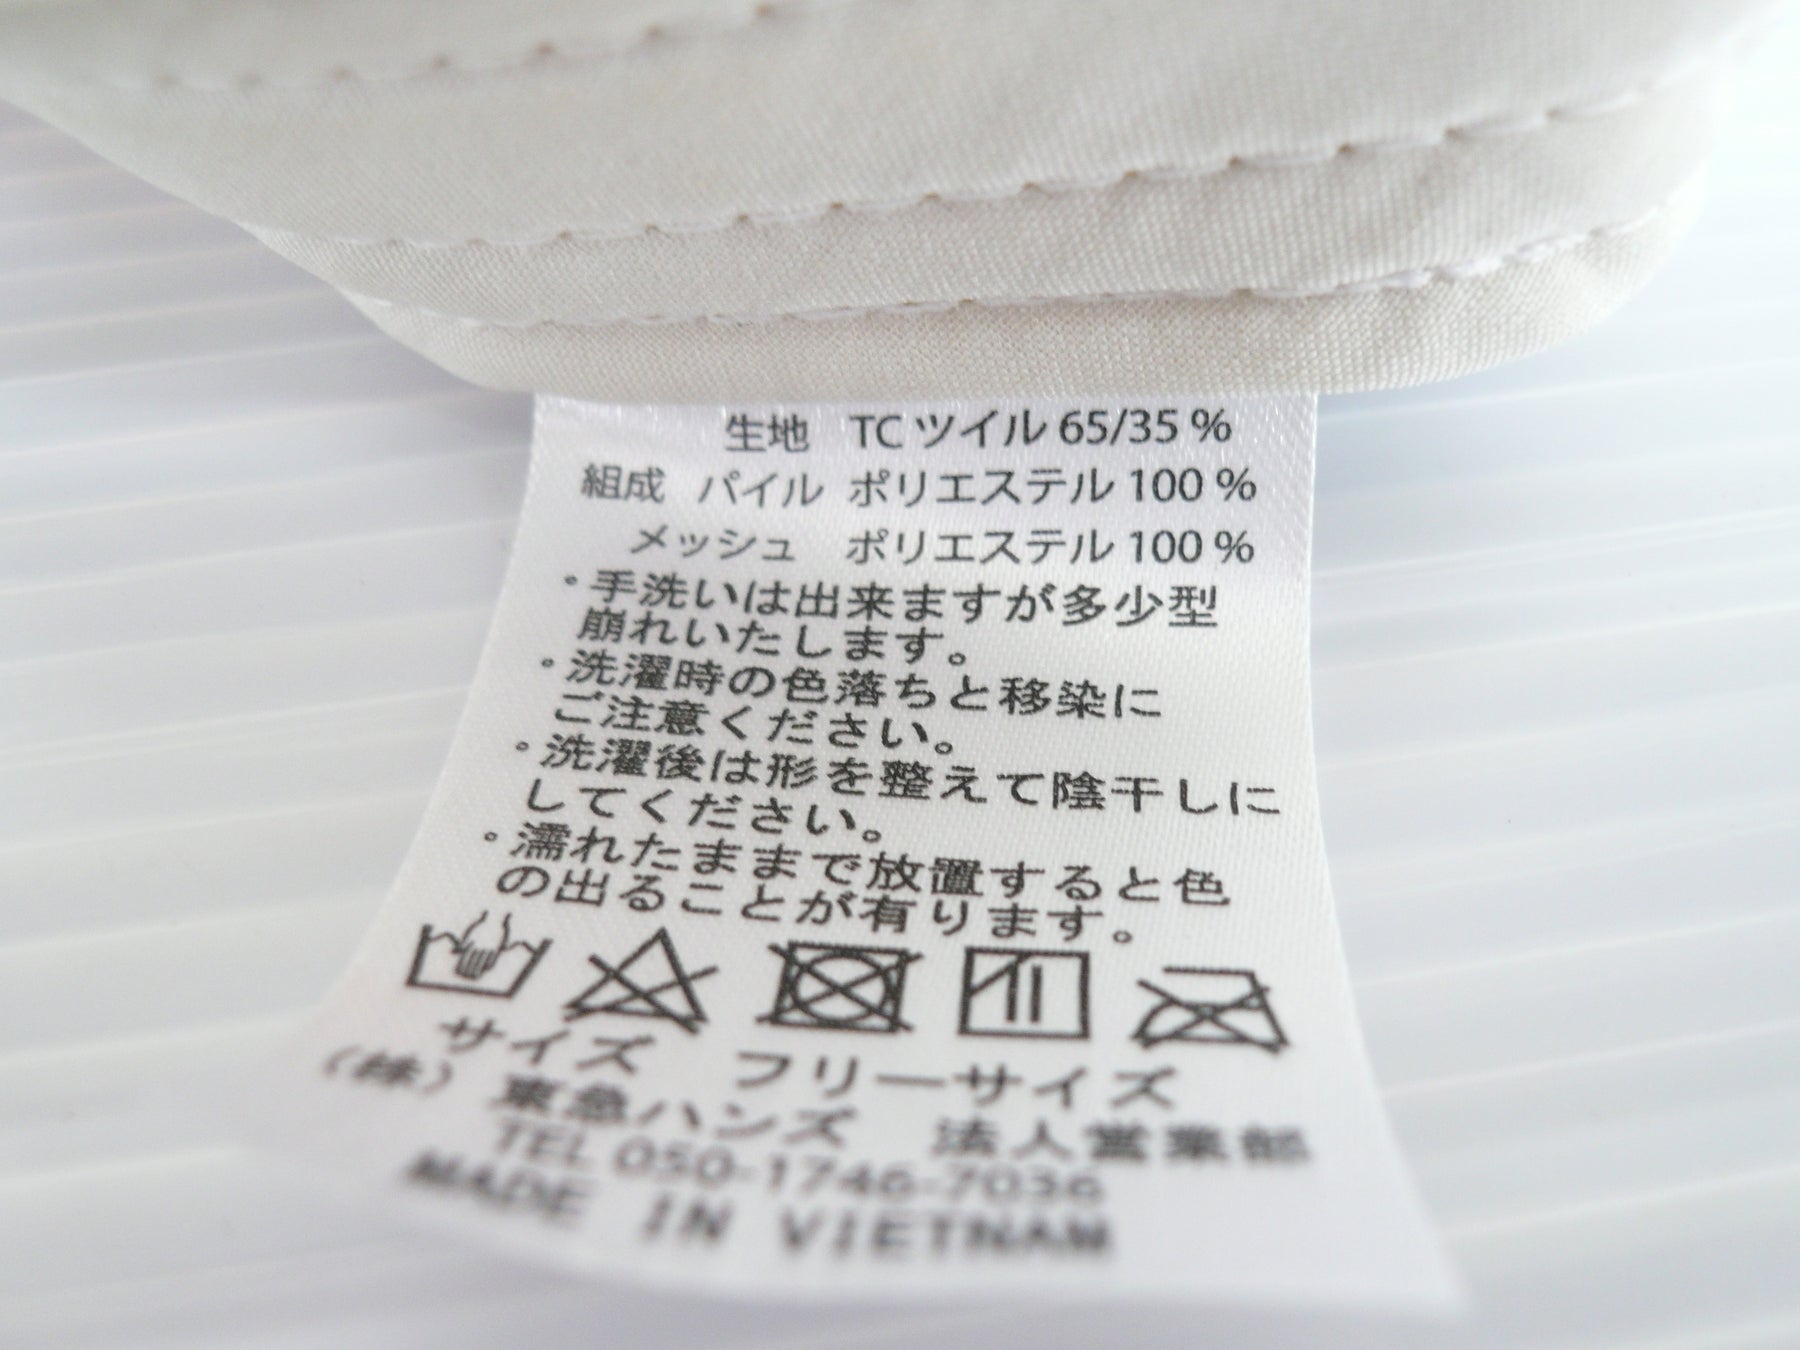 生地 TCツイル 65/35 %
組成 パイル ポリエステル 100 %
メッシュ ポリエステル 100 %
・手洗いは出来ますが多少型
崩れいたします。
・洗濯時の色落ちと移染に
ご注意ください。
・洗濯後は形を整えて陰干しに
してください。
・濡れたままで放置すると色
の出ることが有ります。
サイズ フリーサイズ
(株) 東急ハンズ 法人営業部
TEL 050-1746-7036
MADE IN VIETNAM